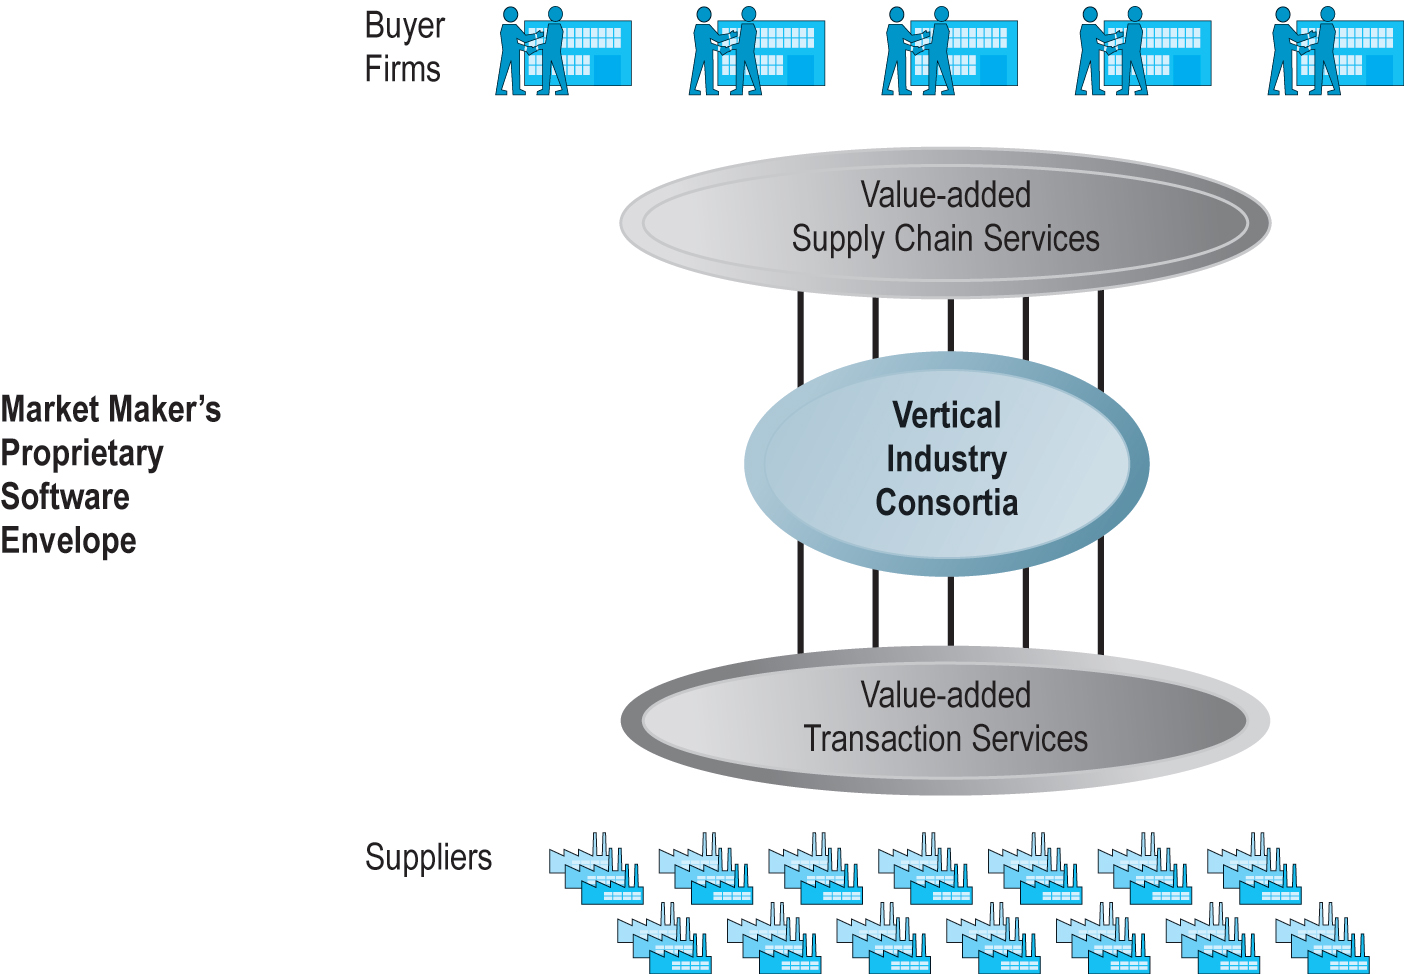 Buyer
Firms
Value-added
Supply Chain Services
Market Maker’s
Proprietary
Software
Envelope
Vertical
Industry
Consortia
Value-added
Transaction Services
Suppliers